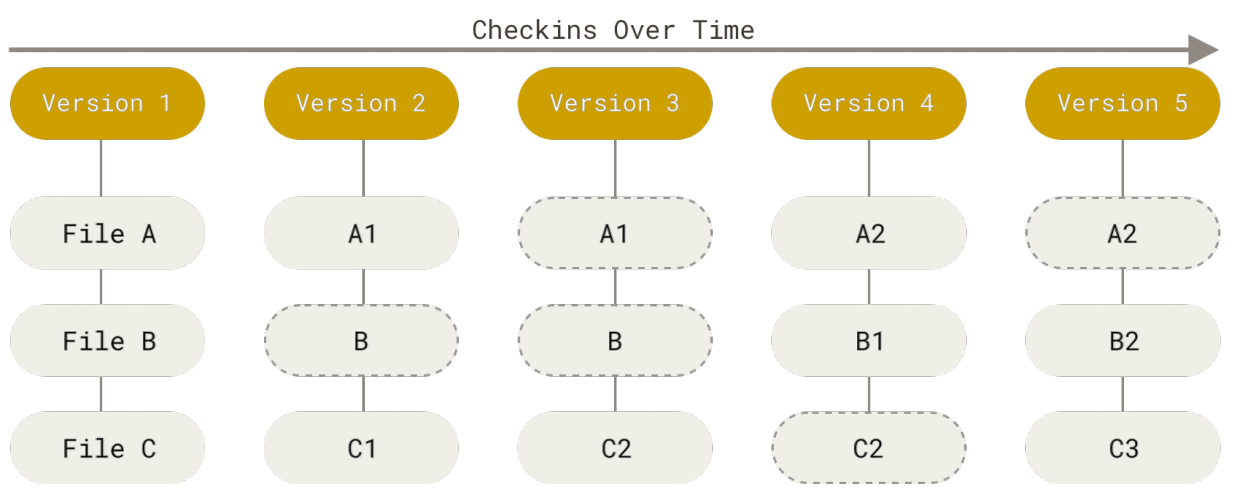 Checkins Over Time
Version 1 Version 2 Version 3 Version 4 Version 5
File A A1 A1 A2 A2
File B B B B1 B2
File C C1 C2 C2 C3